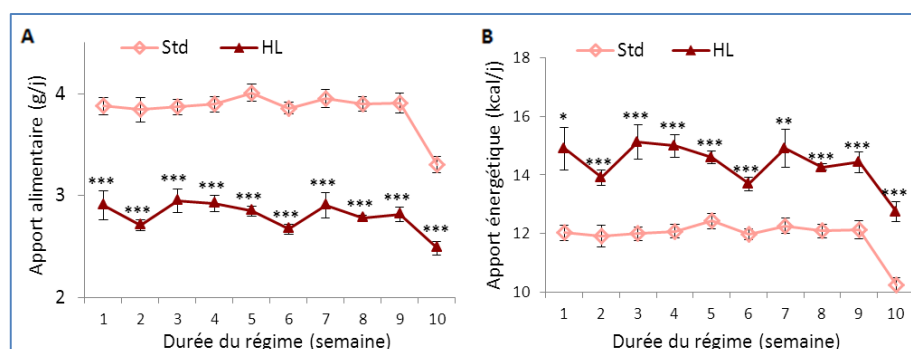 A
Std
HL
Apport alimentaire (g/j)
4
3
2
***
***
***
***
***
***
***
***
***
***
1 2 3 4 5 6 7 8 9 10
Durée du régime (semaine)
B
Std
HL
Apport énergétique (kcal/j)
18
16
14
12
10
*
***
***
***
***
***
**
***
***
***
1 2 3 4 5 6 7 8 9 10
Durée du régime (semaine)